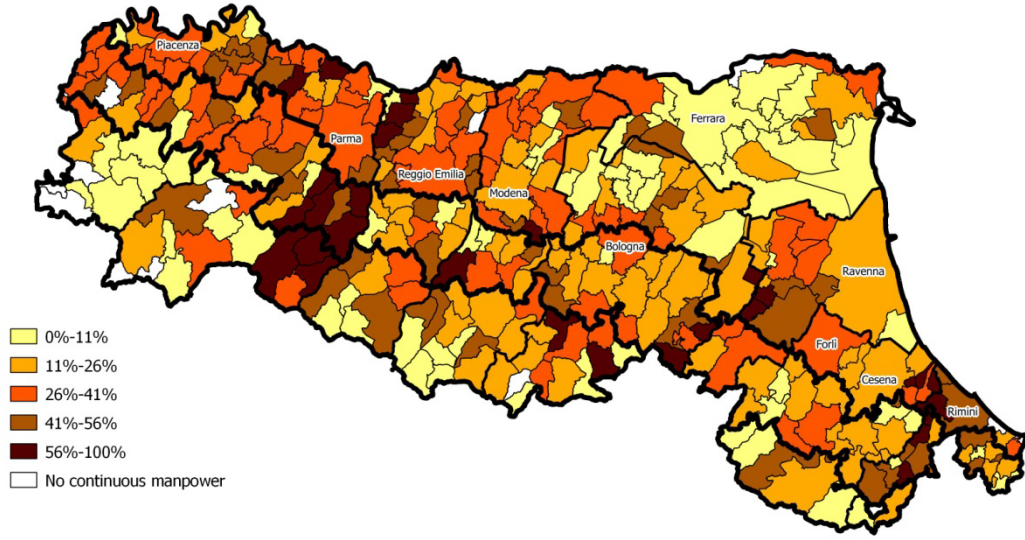 Piacenza
Parma
Reggio Emilia
Modena
Ferrara
Bologna
Ravenna
Forlì
Cesena
Rimini
0%-11%
11%-26%
26%-41%
41%-56%
56%-100%
No continuous manpower